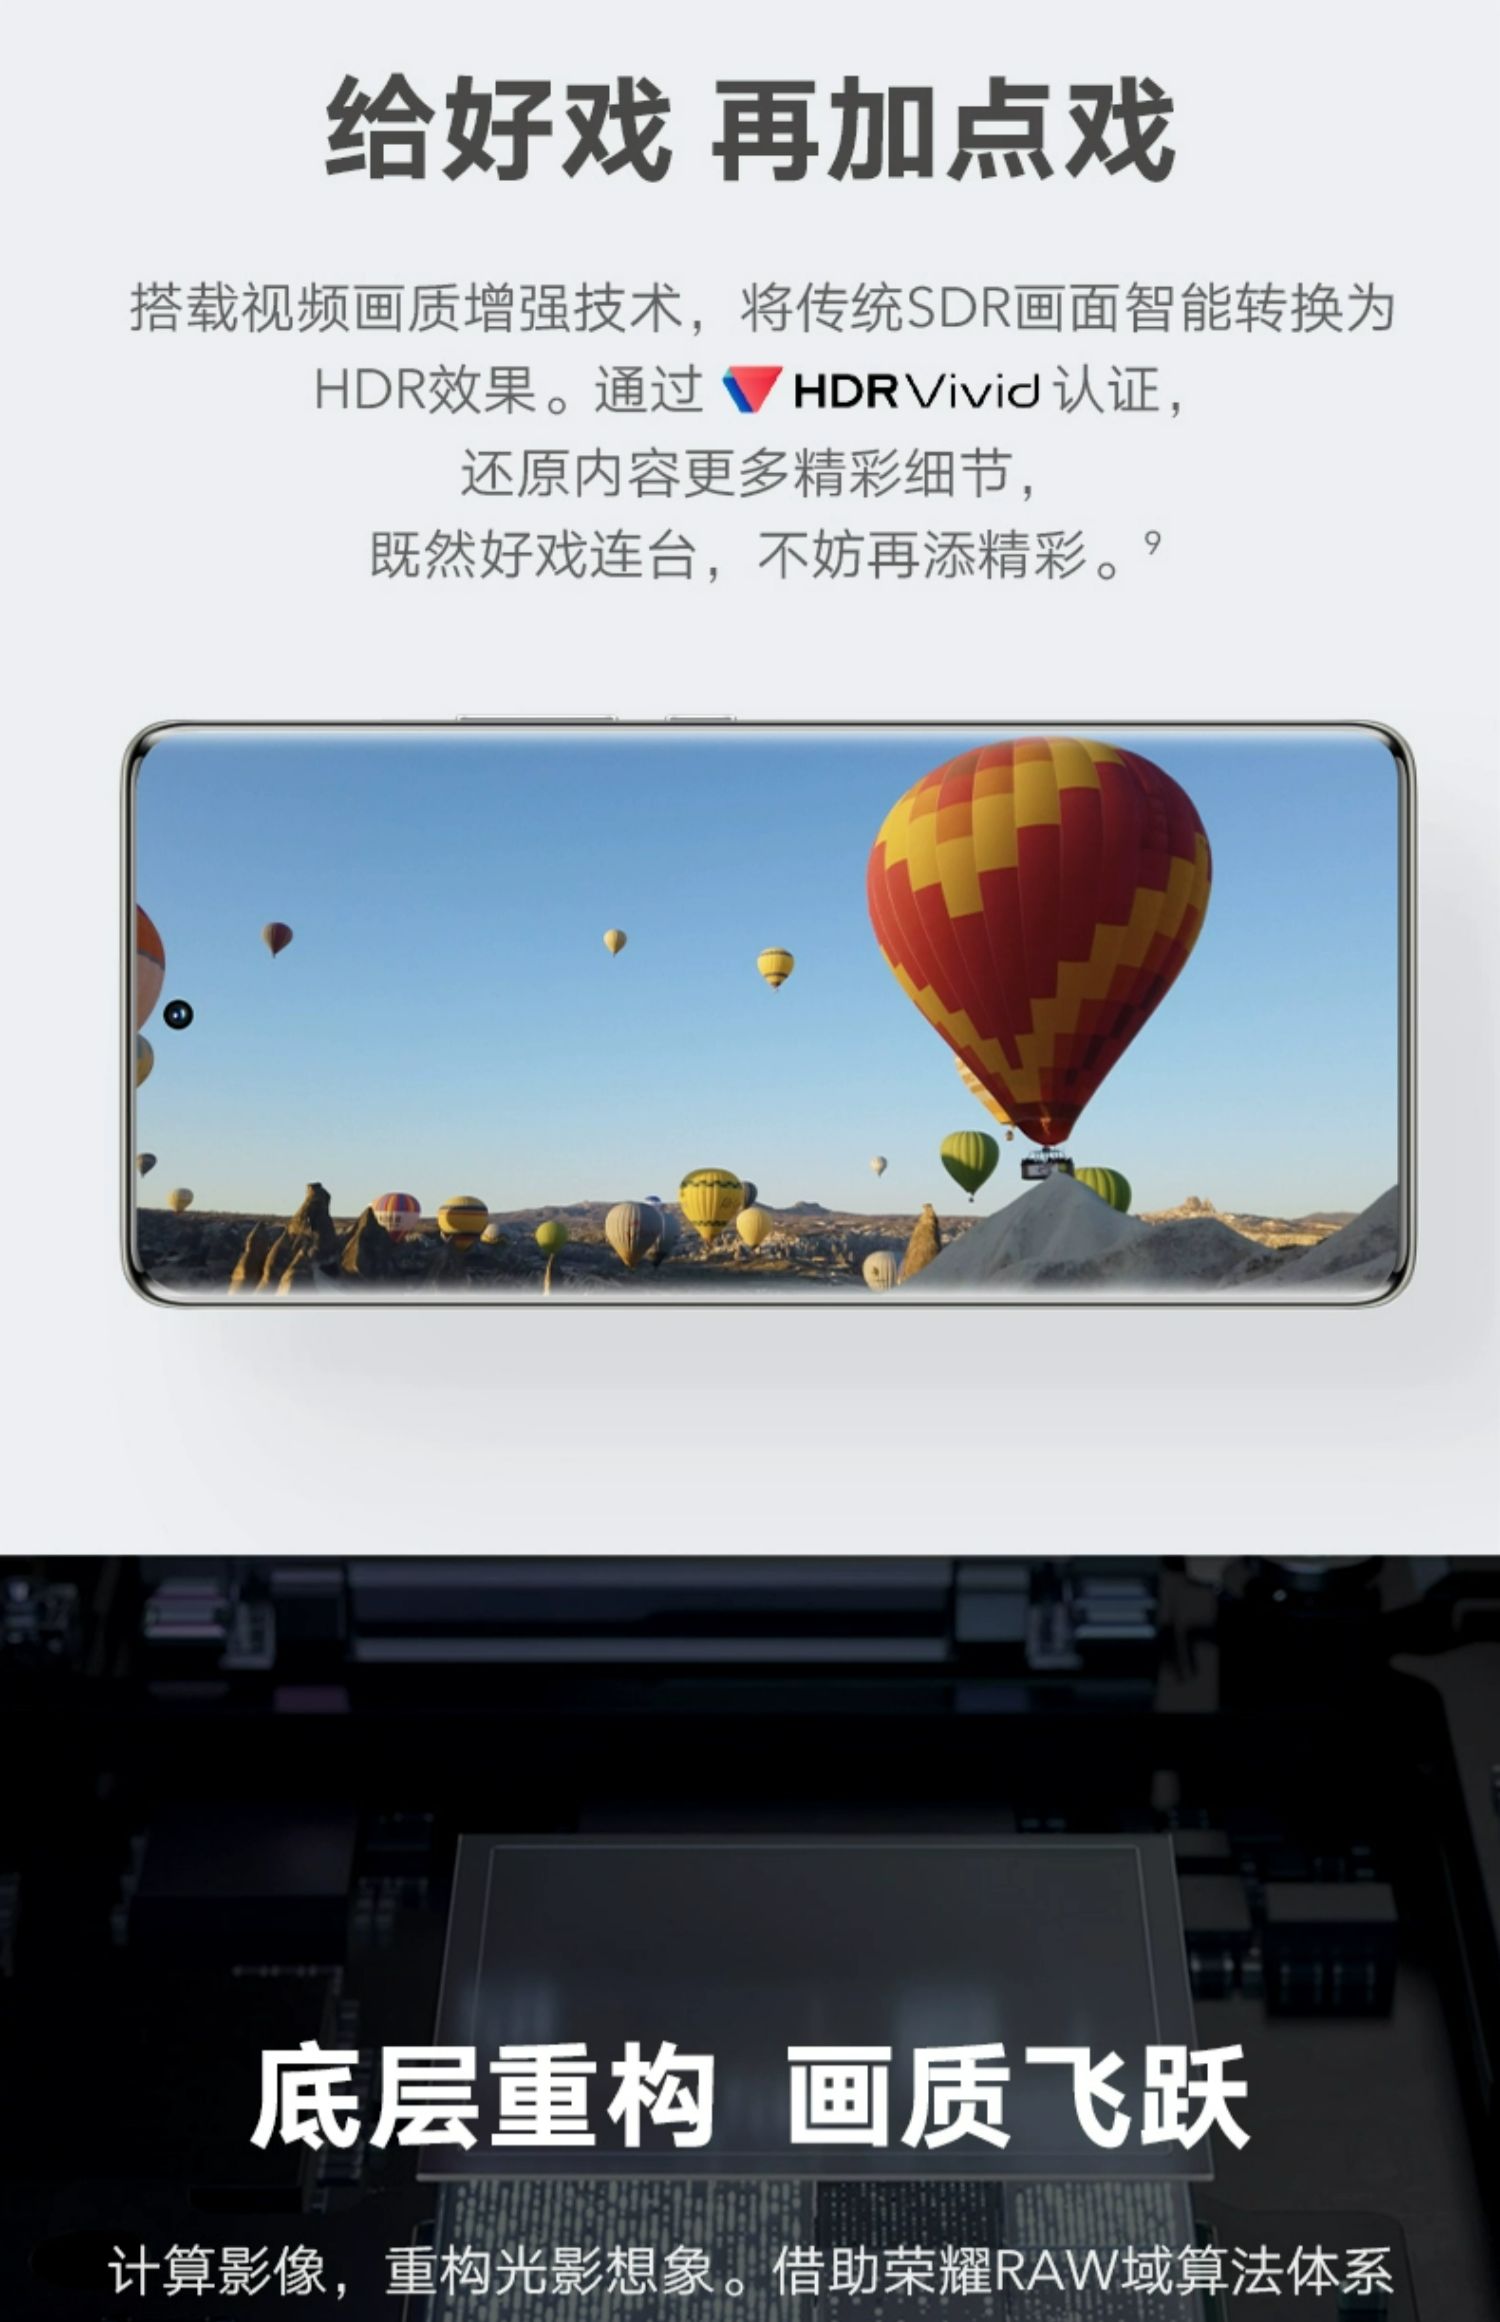 给好戏 再加点戏
搭载视频画质增强技术，将传统SDR画面智能转换为
HDR效果。通过 HDR Vivid 认证，
还原内容更多精彩细节，
既然好戏连台，不妨再添精彩。⁹
底层重构 画质飞跃
计算影像，重构光影想象。借助荣耀RAW域算法体系